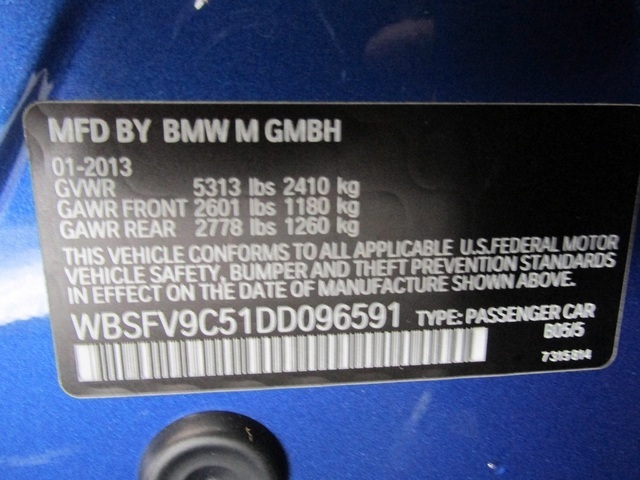 MFD BY BMW M GMBH
01-2013
GVWR 5313 lbs 2410 kg
GAWR FRONT 2601 lbs 1180 kg
GAWR REAR 2778 lbs 1260 kg
THIS VEHICLE CONFORMS TO ALL APPLICABLE U.S.FEDERAL MOTOR
VEHICLE SAFETY, BUMPER AND THEFT PREVENTION STANDARDS
IN EFFECT ON THE DATE OF MANUFACTURE SHOWN ABOVE.
WBSFV9C51DD096591 TYPE: PASSENGER CAR
B05/5
7315814